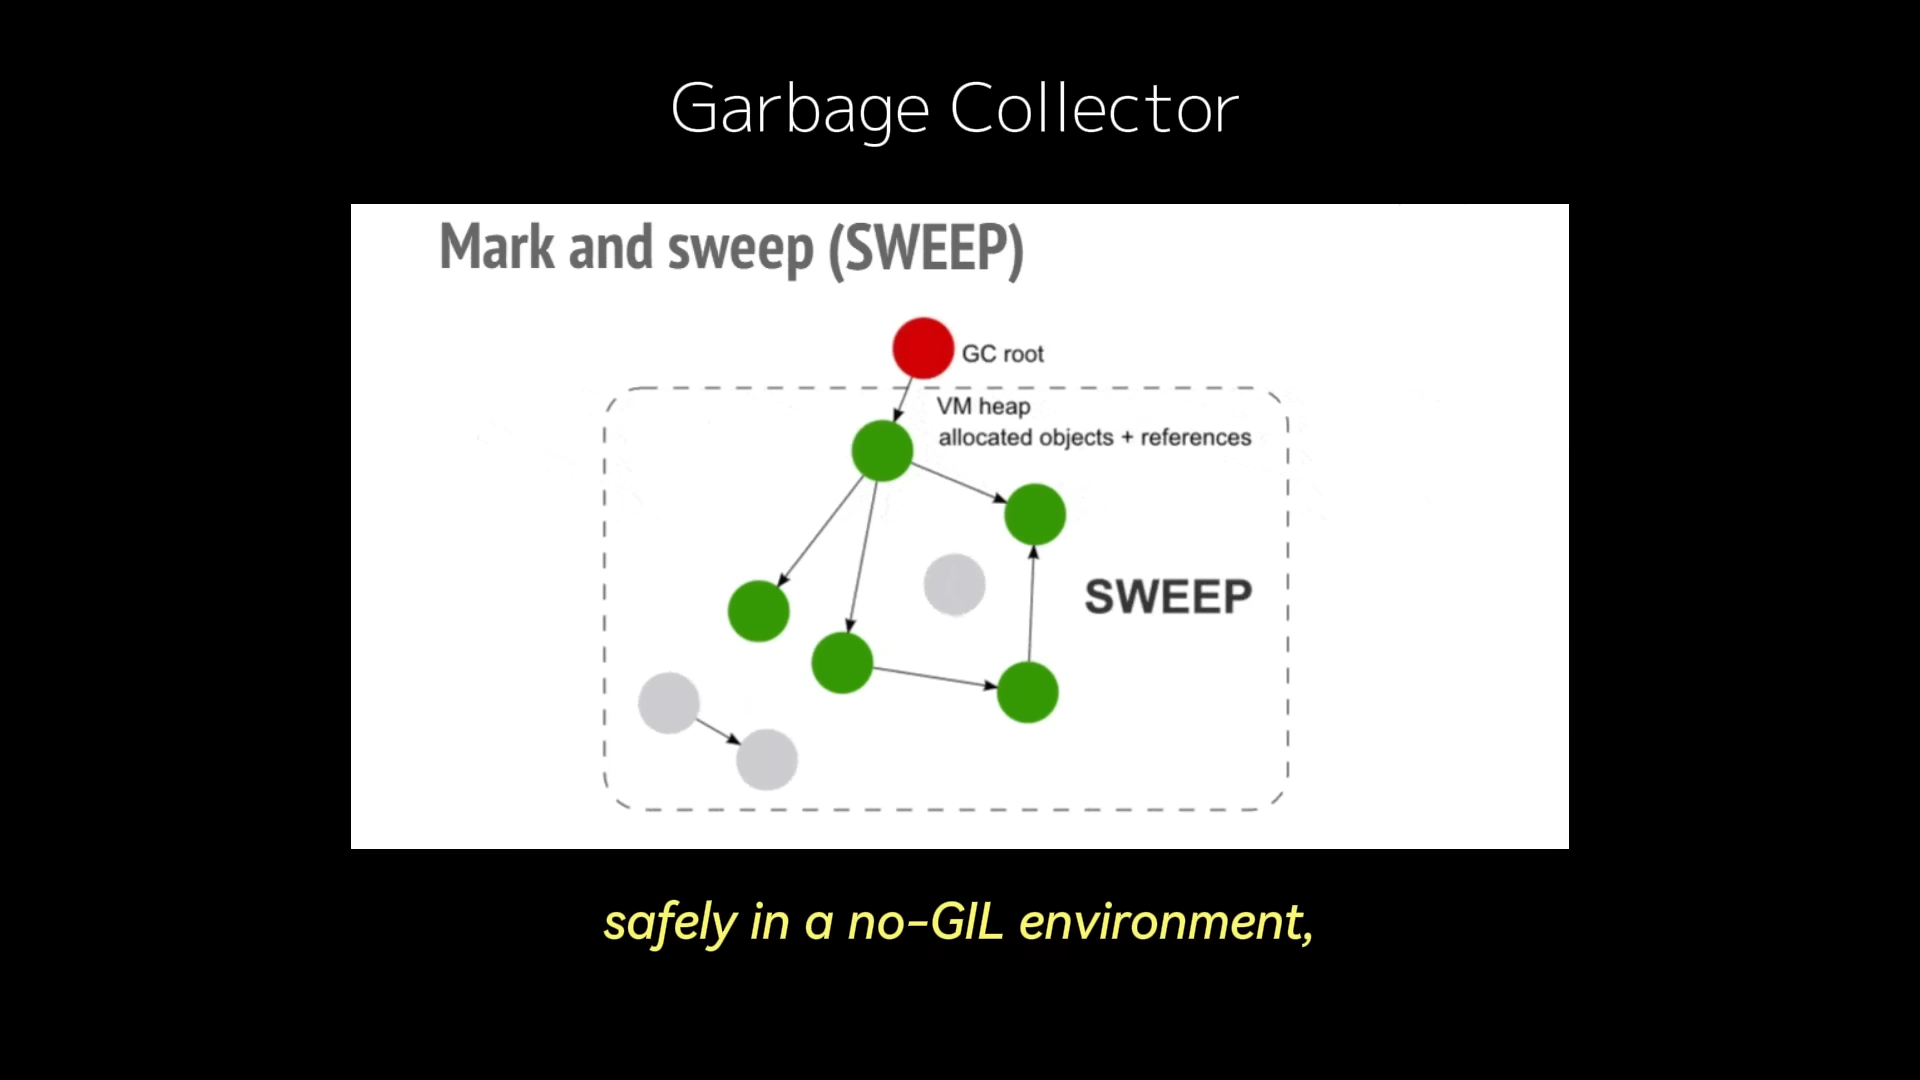 Garbage Collector
Mark and sweep (SWEEP)
GC root
VM heap
allocated objects + references
SWEEP
safely in a no-GIL environment,